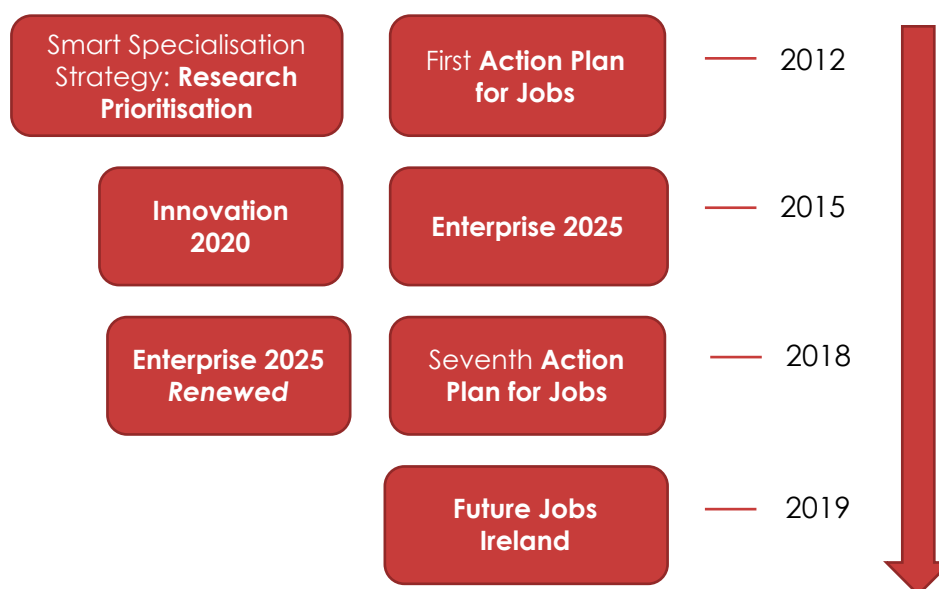 Smart Specialisation
Strategy: Research
Prioritisation
First Action Plan
for Jobs
2012
Innovation
2020
Enterprise 2025
2015
Enterprise 2025
Renewed
Seventh Action
Plan for Jobs
2018
Future Jobs
Ireland
2019